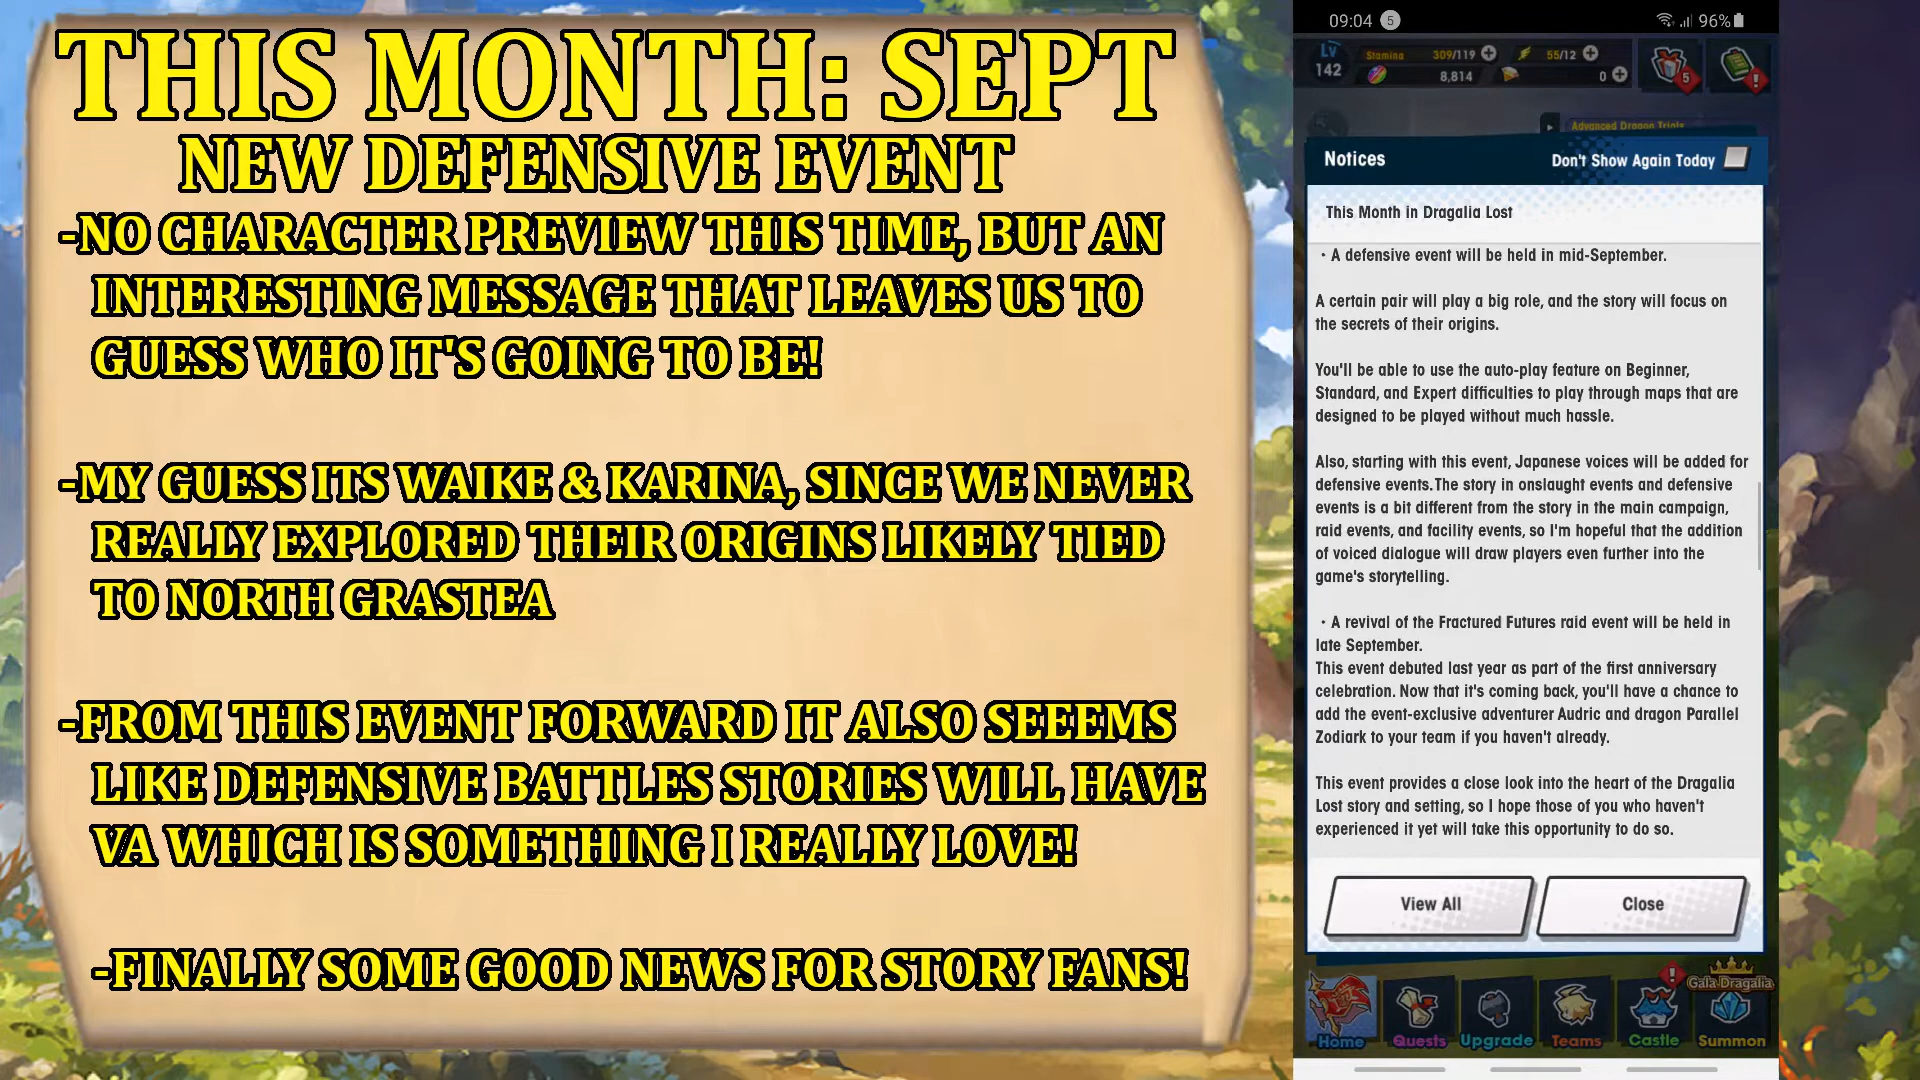 THIS MONTH: SEPT
NEW DEFENSIVE EVENT
-NO CHARACTER PREVIEW THIS TIME, BUT AN
INTERESTING MESSAGE THAT LEAVES US TO
GUESS WHO IT'S GOING TO BE!
-MY GUESS ITS WAIKE & KARINA, SINCE WE NEVER
REALLY EXPLORED THEIR ORIGINS LIKELY TIED
TO NORTH GRASTEA
-FROM THIS EVENT FORWARD IT ALSO SEEEMS
LIKE DEFENSIVE BATTLES STORIES WILL HAVE
VA WHICH IS SOMETHING I REALLY LOVE!
-FINALLY SOME GOOD NEWS FOR STORY FANS!
09:04 5 96%
Lv Stamina 309/119 55/12
142 8,814 0 5
Advanced Dragon Trials
Notices Don't Show Again Today
This Month in Dragalia Lost
・A defensive event will be held in mid-September.
A certain pair will play a big role, and the story will focus on
the secrets of their origins.
You'll be able to use the auto-play feature on Beginner,
Standard, and Expert difficulties to play through maps that are
designed to be played without much hassle.
Also, starting with this event, Japanese voices will be added for
defensive events. The story in onslaught events and defensive
events is a bit different from the story in the main campaign,
raid events, and facility events, so I'm hopeful that the addition
of voiced dialogue will draw players even further into the
game's storytelling.
・A revival of the Fractured Futures raid event will be held in
late September.
This event debuted last year as part of the first anniversary
celebration. Now that it's coming back, you'll have a chance to
add the event-exclusive adventurer Audric and dragon Parallel
Zodiark to your team if you haven't already.
This event provides a close look into the heart of the Dragalia
Lost story and setting, so I hope those of you who haven't
experienced it yet will take this opportunity to do so.
View All Close
Gala Dragalia
Home Quests Upgrade Teams Castle Summon